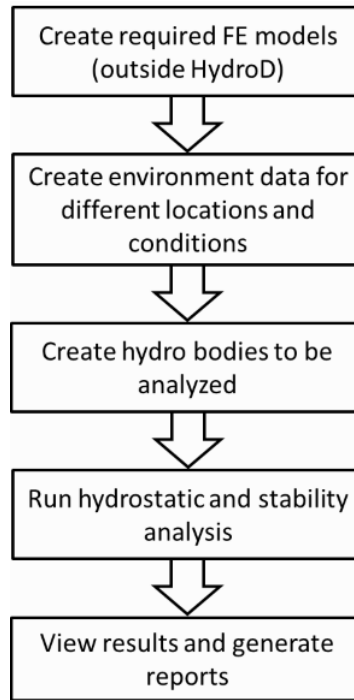 Create required FE models
(outside HydroD)
Create environment data for
different locations and
conditions
Create hydro bodies to be
analyzed
Run hydrostatic and stability
analysis
View results and generate
reports